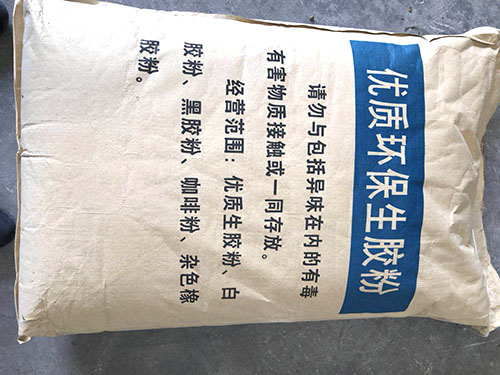 优质环保生胶粉
请勿与包括异味在内的有毒
有害物质接触或一同存放。
经营范围：优质生胶粉、白
胶粉、黑胶粉、咖啡粉、杂色橡
胶粉。